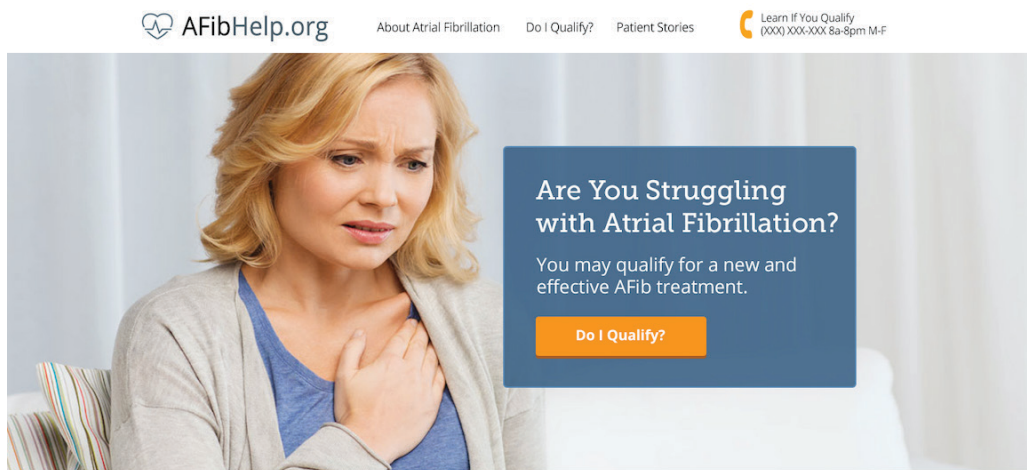 AFibHelp.org
About Atrial Fibrillation
Do I Qualify?
Patient Stories
Learn If You Qualify
(XXX) XXX-XXX 8a-8pm M-F
Are You Struggling
with Atrial Fibrillation?
You may qualify for a new and
effective AFib treatment.
Do I Qualify?